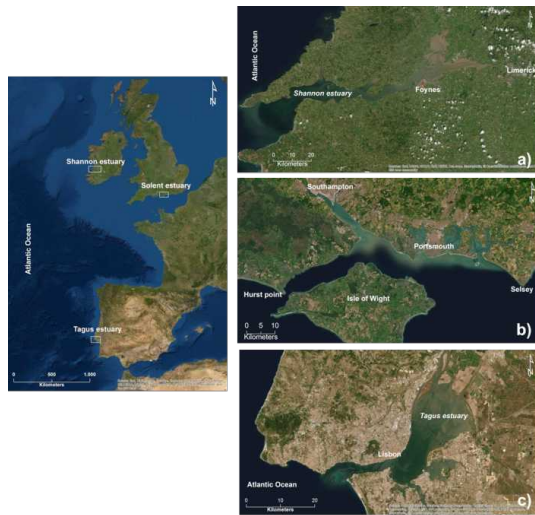 N
Shannon estuary
Solent estuary
Atlantic Ocean
Tagus estuary
0 500 1.000
Kilometers
Atlantic Ocean
N
Shannon estuary
Foynes
Limerick
0 5 10 20
Kilometers
a)
Southampton
N
Portsmouth
Hurst point
Isle of Wight
Selsey
0 5 10
Kilometers
b)
N
Tagus estuary
Lisbon
Atlantic Ocean
0 5 10 20
Kilometers
c)